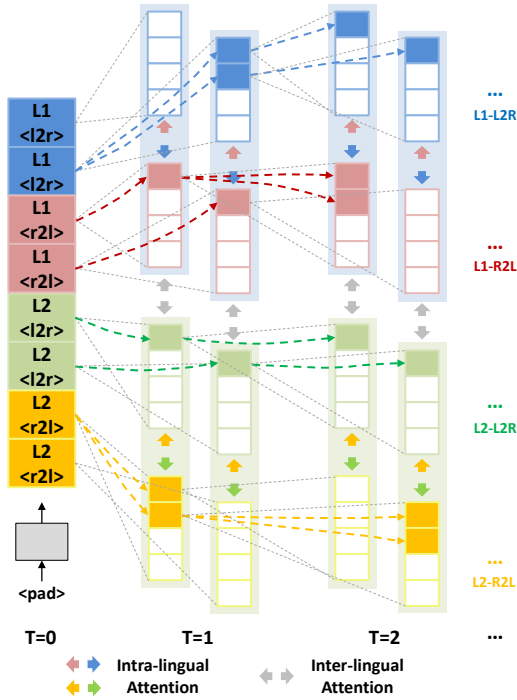 L1
<l2r>
L1
<l2r>
L1
<r2l>
L1
<r2l>
L2
<l2r>
L2
<l2r>
L2
<r2l>
L2
<r2l>
<pad>
...
L1-L2R
...
L1-R2L
...
L2-L2R
...
L2-R2L
T=0 T=1 T=2 ...
Intra-lingual Inter-lingual
Attention Attention